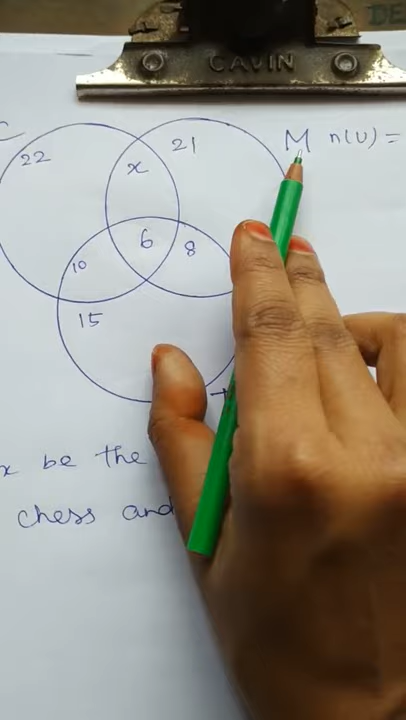 CAVIN
C
22
x
21
M n(U) =
6
8
10
15
x be the
chess and